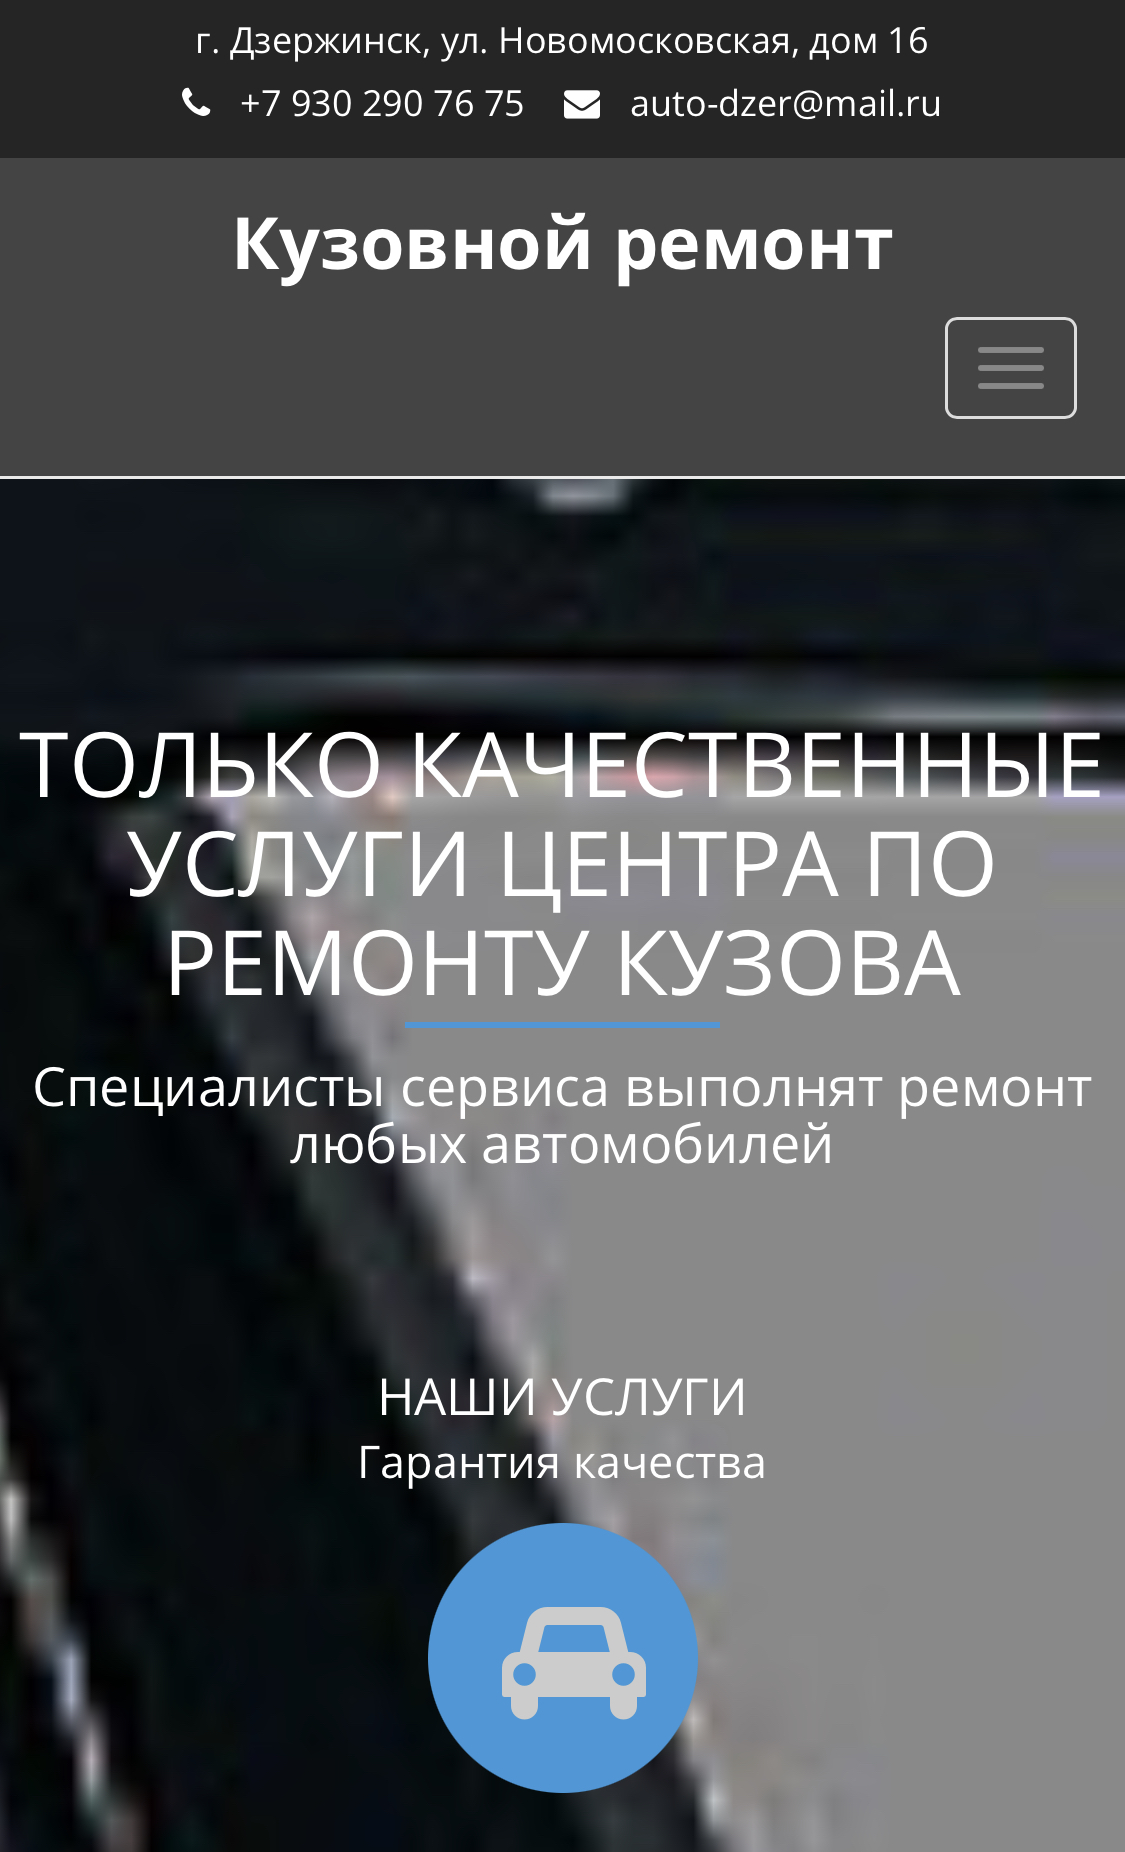 г. Дзержинск, ул. Новомосковская, дом 16
+7 930 290 76 75 auto-dzer@mail.ru
Кузовной ремонт
ТОЛЬКО КАЧЕСТВЕННЫЕ
УСЛУГИ ЦЕНТРА ПО
РЕМОНТУ КУЗОВА
Специалисты сервиса выполнят ремонт
любых автомобилей
НАШИ УСЛУГИ
Гарантия качества